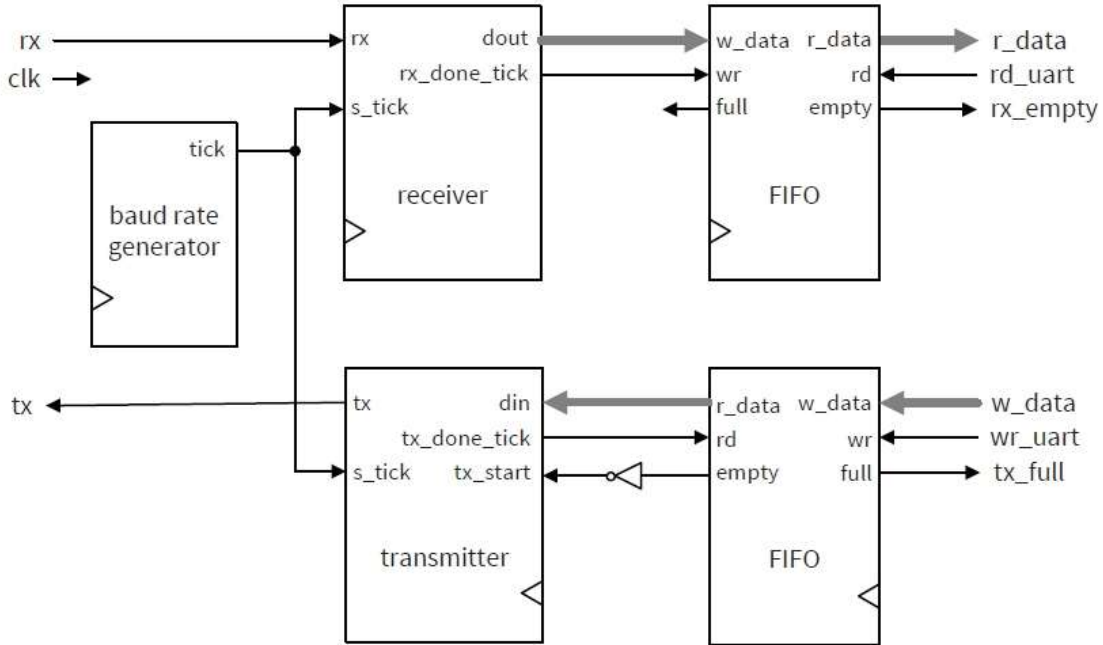 rx
clk
rx
dout
rx_done_tick
s_tick
receiver
w_data
r_data
wr
rd
full
empty
FIFO
r_data
rd_uart
rx_empty
tick
baud rate
generator
tx
tx
din
tx_done_tick
s_tick
tx_start
transmitter
r_data
w_data
rd
wr
empty
full
FIFO
w_data
wr_uart
tx_full